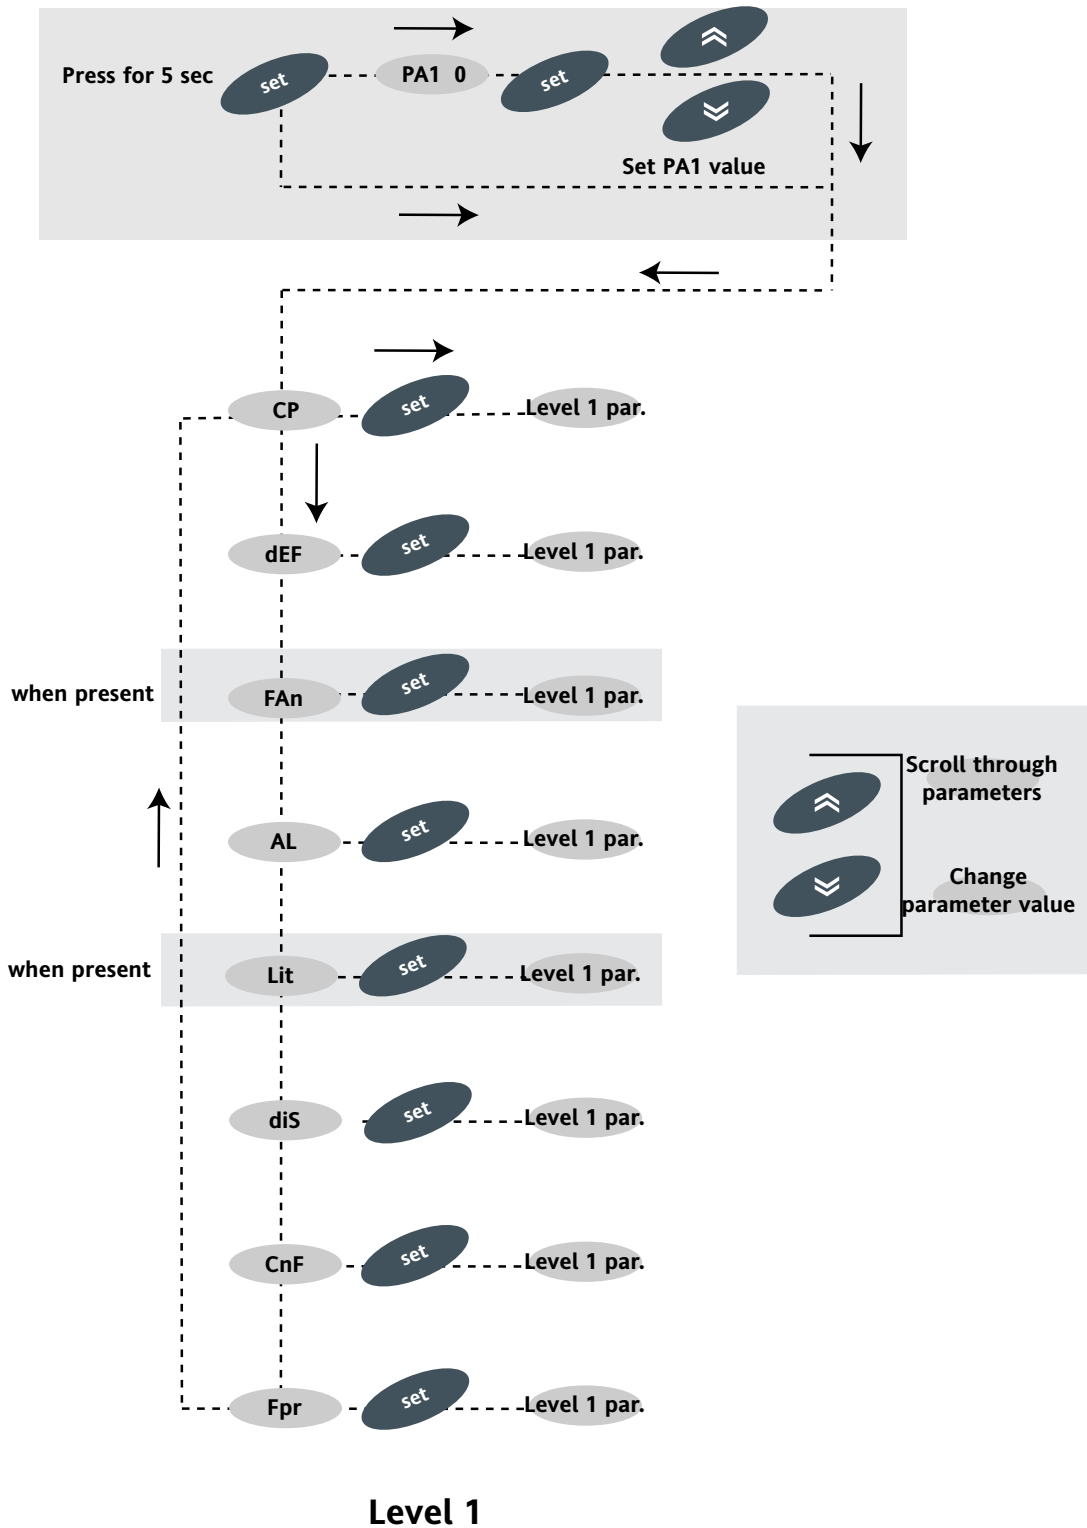 Press for 5 sec
set
PA1 0
set
Set PA1 value
CP
set
Level 1 par.
dEF
set
Level 1 par.
when present
FAn
set
Level 1 par.
Scroll through
parameters
AL
set
Level 1 par.
Change
parameter value
when present
Lit
set
Level 1 par.
diS
set
Level 1 par.
CnF
set
Level 1 par.
Fpr
set
Level 1 par.
Level 1